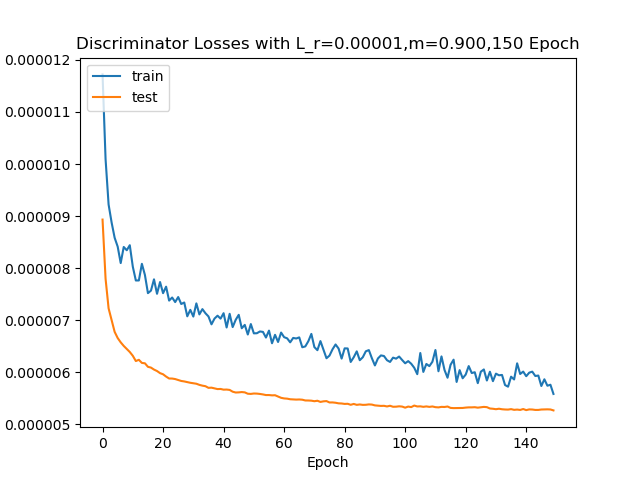 Discriminator Losses with L_r=0.00001,m=0.900,150 Epoch
0.000012
0.000011
0.000010
0.000009
0.000008
0.000007
0.000006
0.000005
train
test
0 20 40 60 80 100 120 140
Epoch